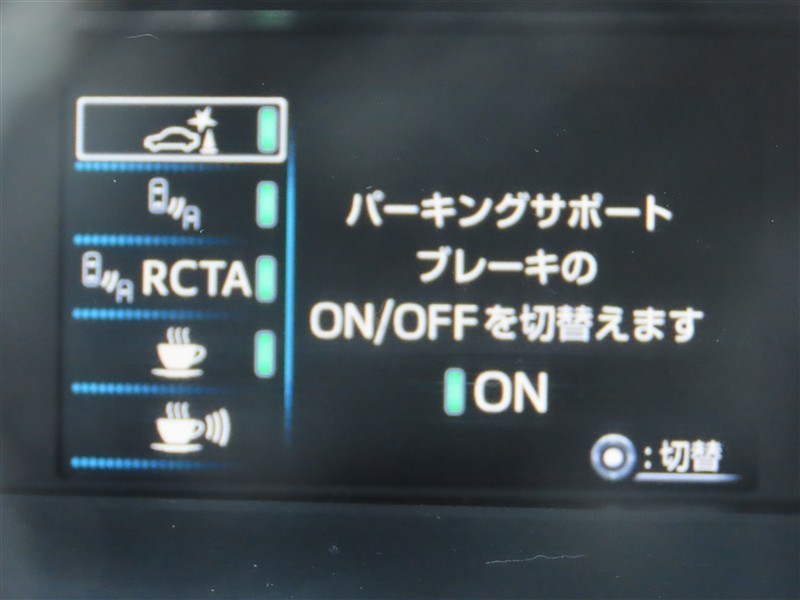 RCTA
パーキングサポート
ブレーキの
ON/OFFを切替えます
ON
:切替